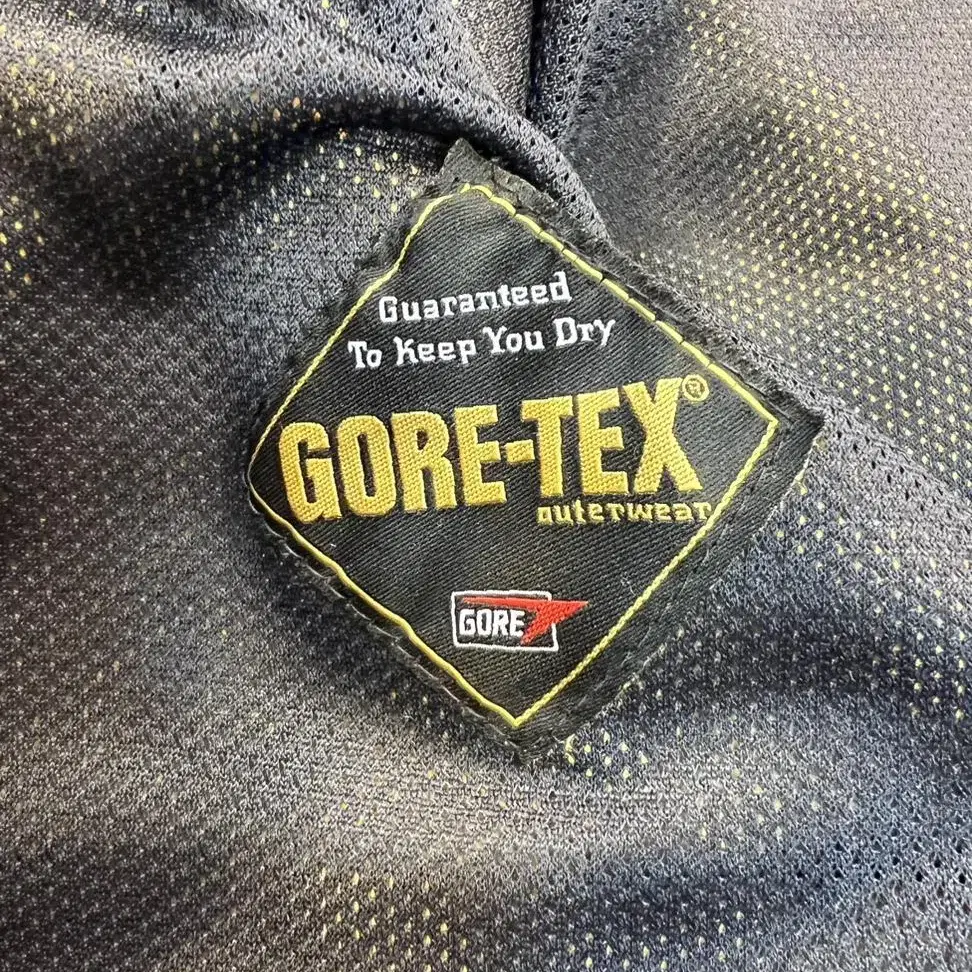 Guaranteed
To Keep You Dry
GORE-TEX®
outerwear
GORE